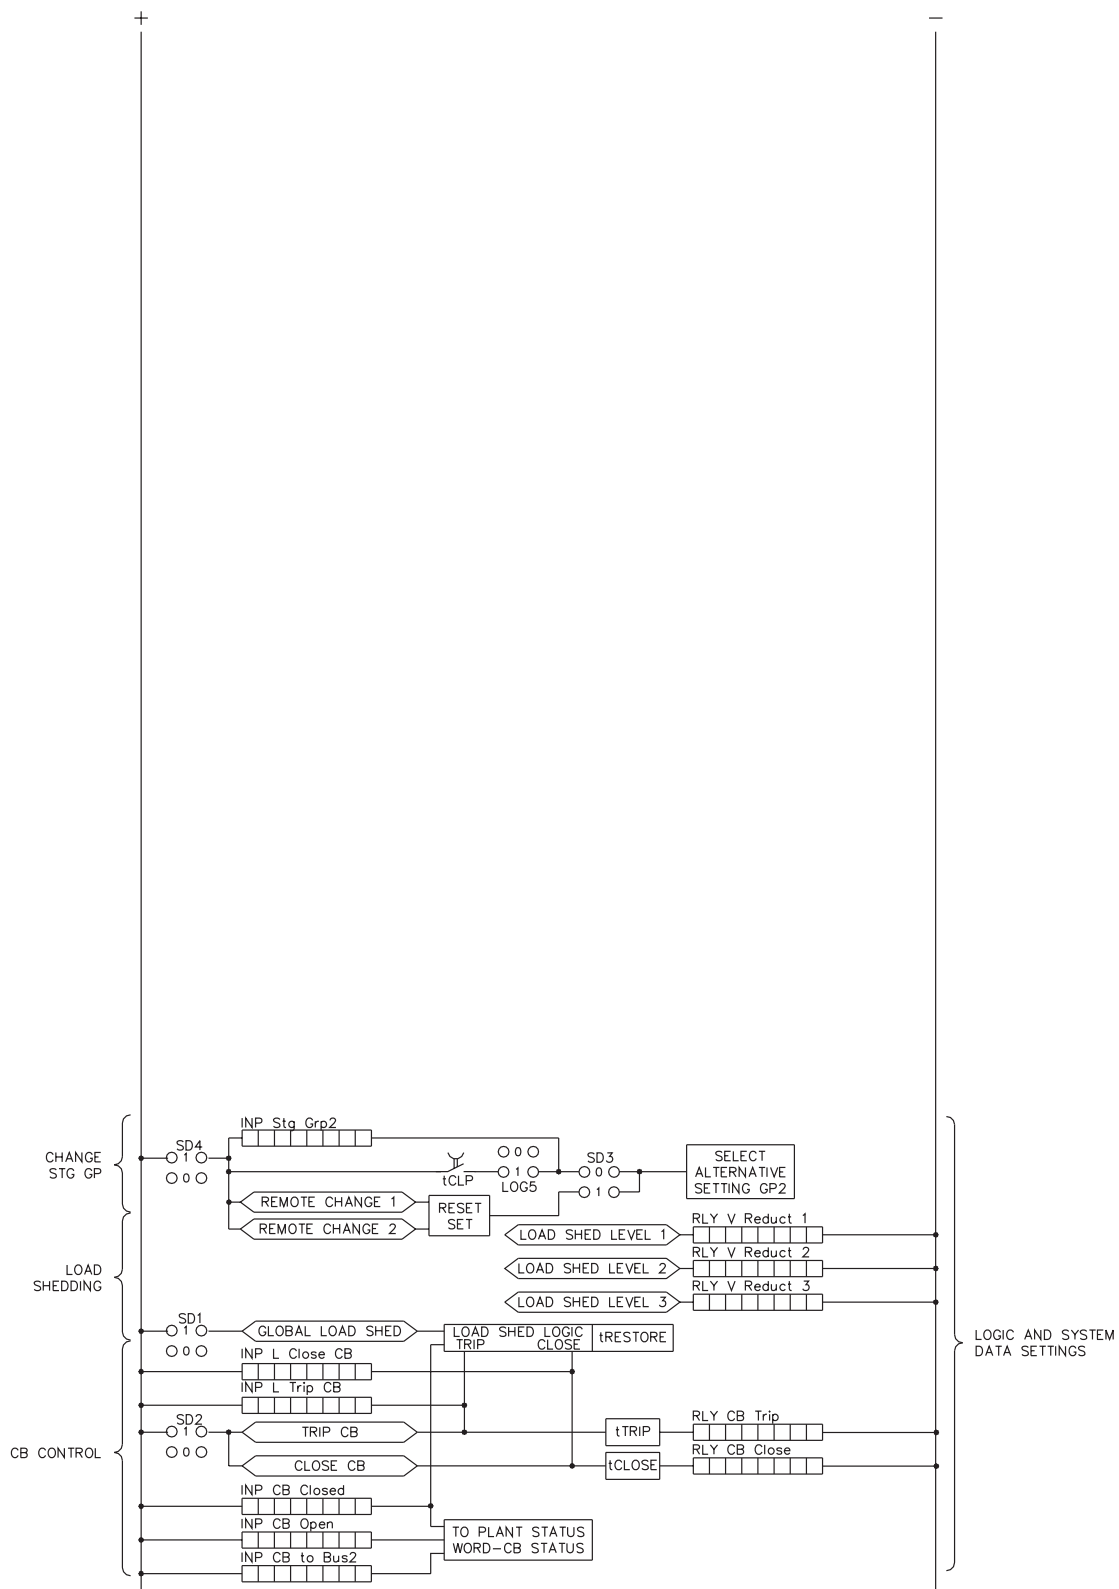 +
−
INP Stg Grp2
SD4
1
0
CHANGE
STG GP
tCLP
0
1
LOG5
SD3
0
1
SELECT
ALTERNATIVE
SETTING GP2
REMOTE CHANGE 1
REMOTE CHANGE 2
RESET
SET
LOAD SHED LEVEL 1
RLY V Reduct 1
LOAD SHED LEVEL 2
RLY V Reduct 2
LOAD SHED LEVEL 3
RLY V Reduct 3
LOAD
SHEDDING
SD1
1
0
GLOBAL LOAD SHED
LOAD SHED LOGIC
TRIP CLOSE
tRESTORE
LOGIC AND SYSTEM
DATA SETTINGS
INP L Close CB
INP L Trip CB
SD2
1
0
TRIP CB
tTRIP
RLY CB Trip
CB CONTROL
CLOSE CB
tCLOSE
RLY CB Close
INP CB Closed
INP CB Open
INP CB to Bus2
TO PLANT STATUS
WORD-CB STATUS